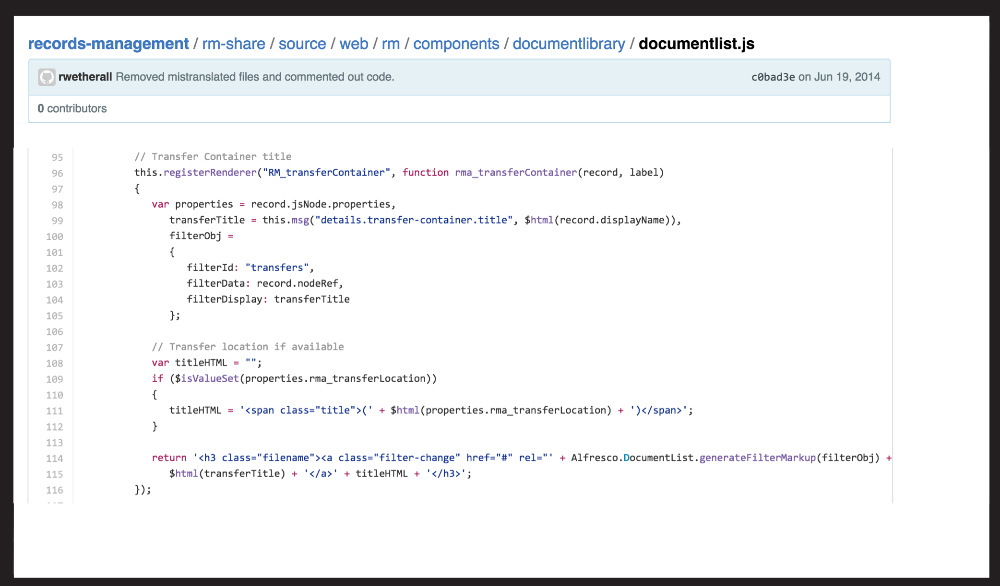 records-management / rm-share / source / web / rm / components / documentlibrary / documentlist.js
rwetherall Removed mistranslated files and commented out code. c0bad3e on Jun 19, 2014
0 contributors
95 // Transfer Container title
96 this.registerRenderer("RM_transferContainer", function rma_transferContainer(record, label)
97 {
98 var properties = record.jsNode.properties,
99 transferTitle = this.msg("details.transfer-container.title", $html(record.displayName)),
100 filterObj =
101 {
102 filterId: "transfers",
103 filterData: record.nodeRef,
104 filterDisplay: transferTitle
105 };
106
107 // Transfer location if available
108 var titleHTML = "";
109 if ($isValueSet(properties.rma_transferLocation))
110 {
111 titleHTML = '<span class="title">(' + $html(properties.rma_transferLocation) + ')</span>';
112 }
113
114 return '<h3 class="filename"><a class="filter-change" href="#" rel="' + Alfresco.DocumentList.generateFilterMarkup(filterObj) +
115 $html(transferTitle) + '</a>' + titleHTML + '</h3>';
116 });